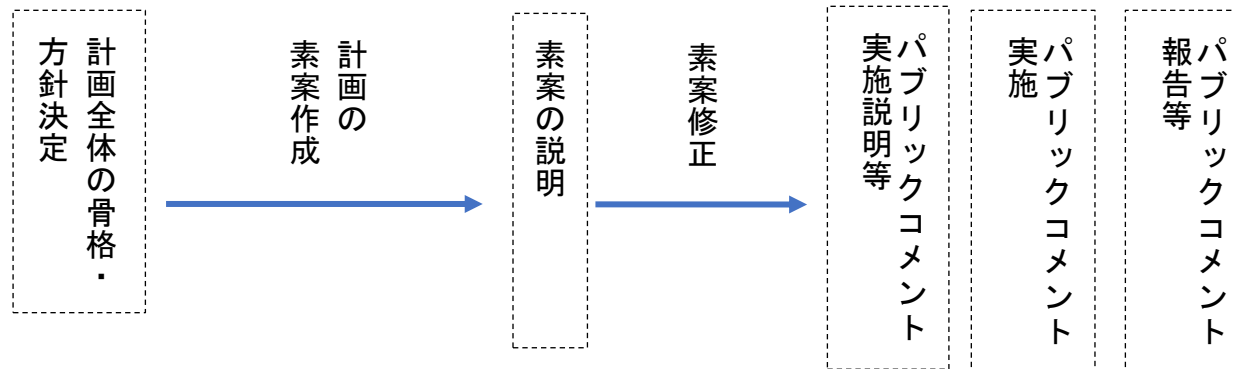 計画全体の骨格・
方針決定
計画の
素案作成
素案の説明
素案修正
パブリックコメント
実施説明等
パブリックコメント
実施
パブリックコメント
報告等